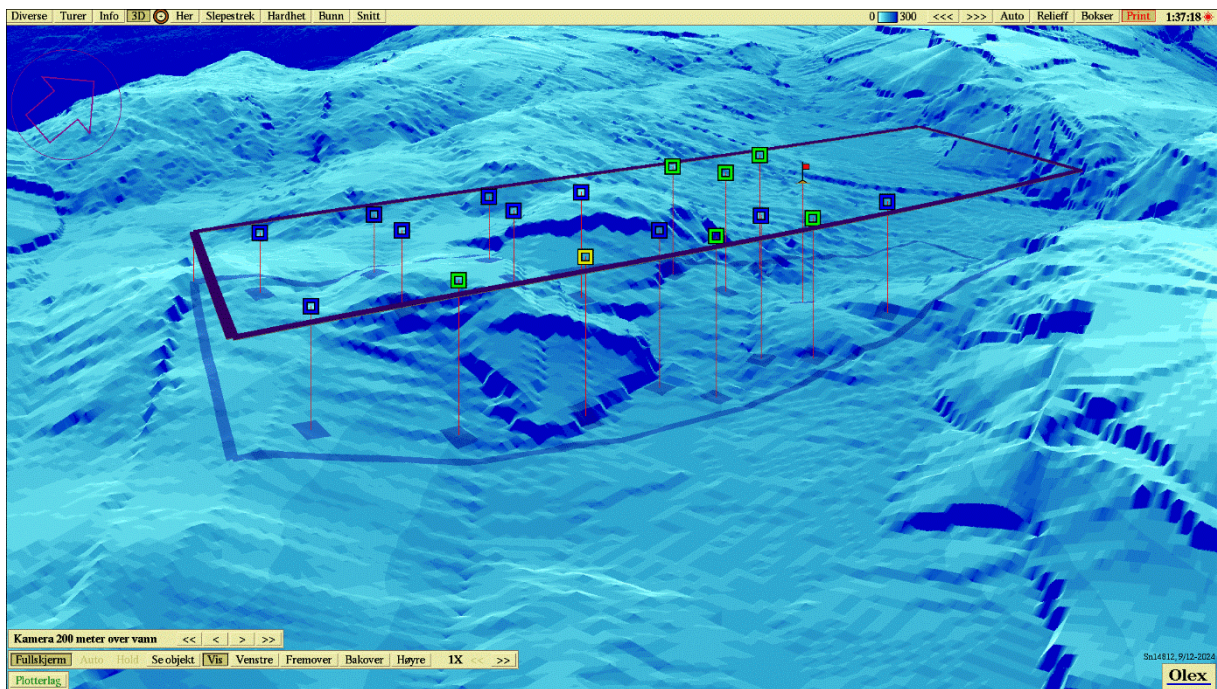 Diverse Turer Info 3D Her Slepestrek Hardhet Bunn Snitt 0 300 <<< >>> Auto Relieff Bokser Print 1:37:18
Kamera 200 meter over vann << < > >>
Fullskjerm Auto Hold Se objekt Vis Venstre Fremover Bakover Høyre 1X << >>
Sn14812, 9/12-2024
Plotterlag
Olex